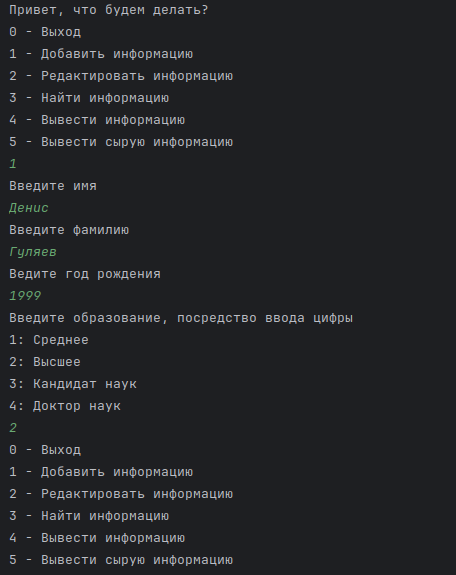 Привет, что будем делать?
0 - Выход
1 - Добавить информацию
2 - Редактировать информацию
3 - Найти информацию
4 - Вывести информацию
5 - Вывести сырую информацию
1
Введите имя
Денис
Введите фамилию
Гуляев
Ведите год рождения
1999
Введите образование, посредство ввода цифры
1: Среднее
2: Высшее
3: Кандидат наук
4: Доктор наук
2
0 - Выход
1 - Добавить информацию
2 - Редактировать информацию
3 - Найти информацию
4 - Вывести информацию
5 - Вывести сырую информацию